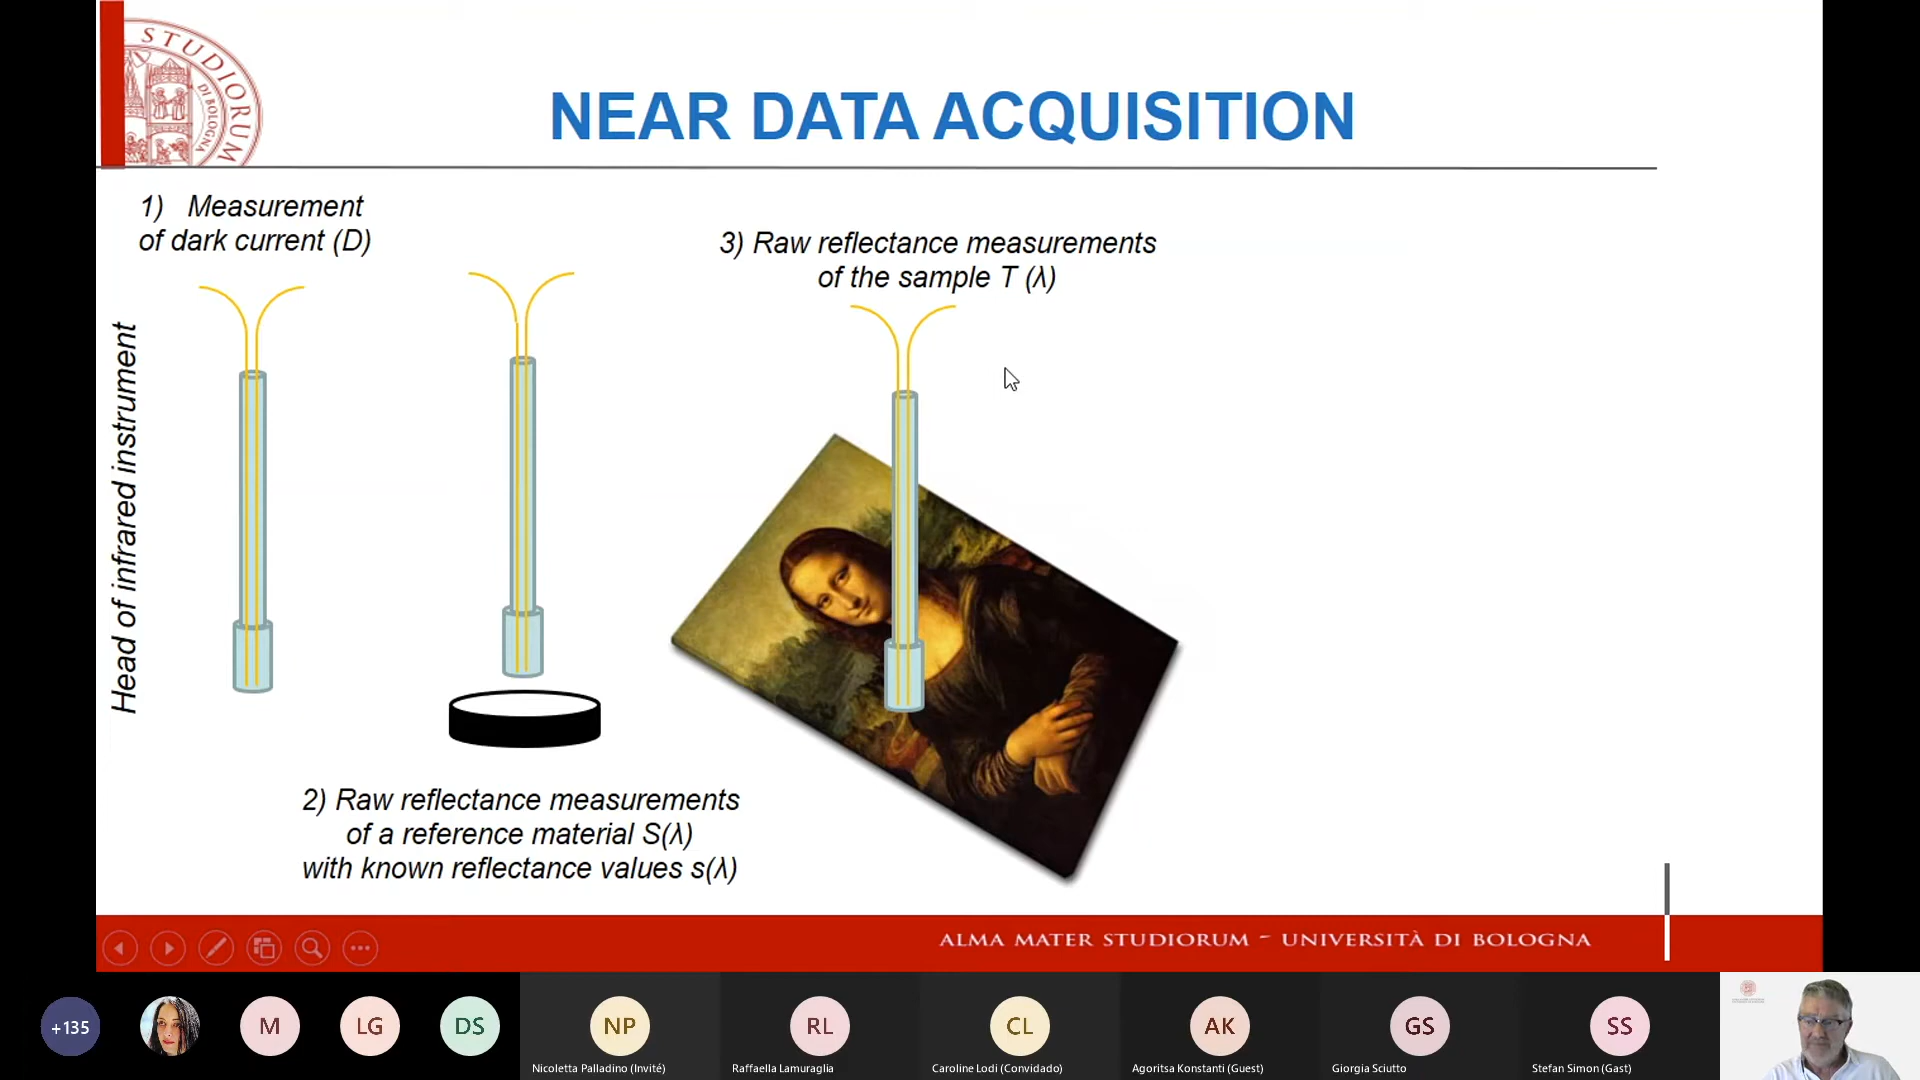 STUDIORUM
DI BOLOGNA
NEAR DATA ACQUISITION
1) Measurement
of dark current (D)
3) Raw reflectance measurements
of the sample T (λ)
Head of infrared instrument
2) Raw reflectance measurements
of a reference material S(λ)
with known reflectance values s(λ)
ALMA MATER STUDIORUM – UNIVERSITÀ DI BOLOGNA
+135
M
LG
DS
NP
RL
CL
AK
GS
SS
Nicoletta Palladino (Invité)
Raffaella Lamuraglia
Caroline Lodi (Convidado)
Agoritsa Konstanti (Guest)
Giorgia Sciutto
Stefan Simon (Gast)